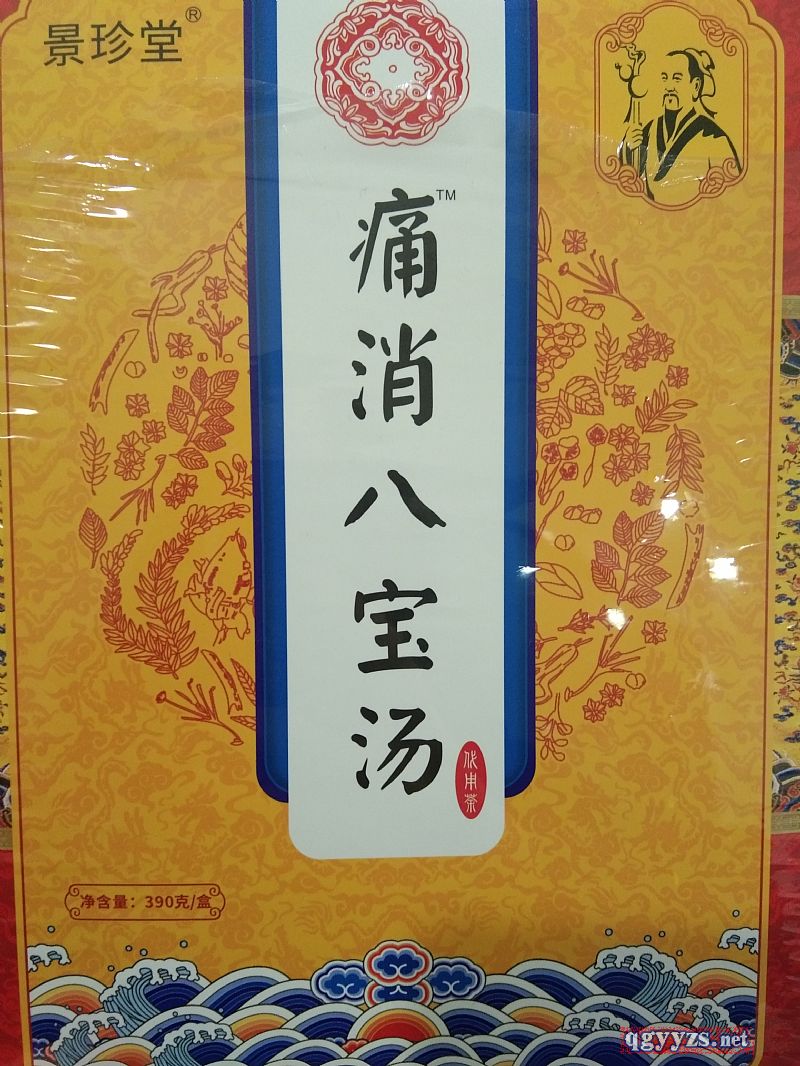 景珍堂®
痛消八宝汤™
代用茶
净含量：390克/盒
qgyyzs.net